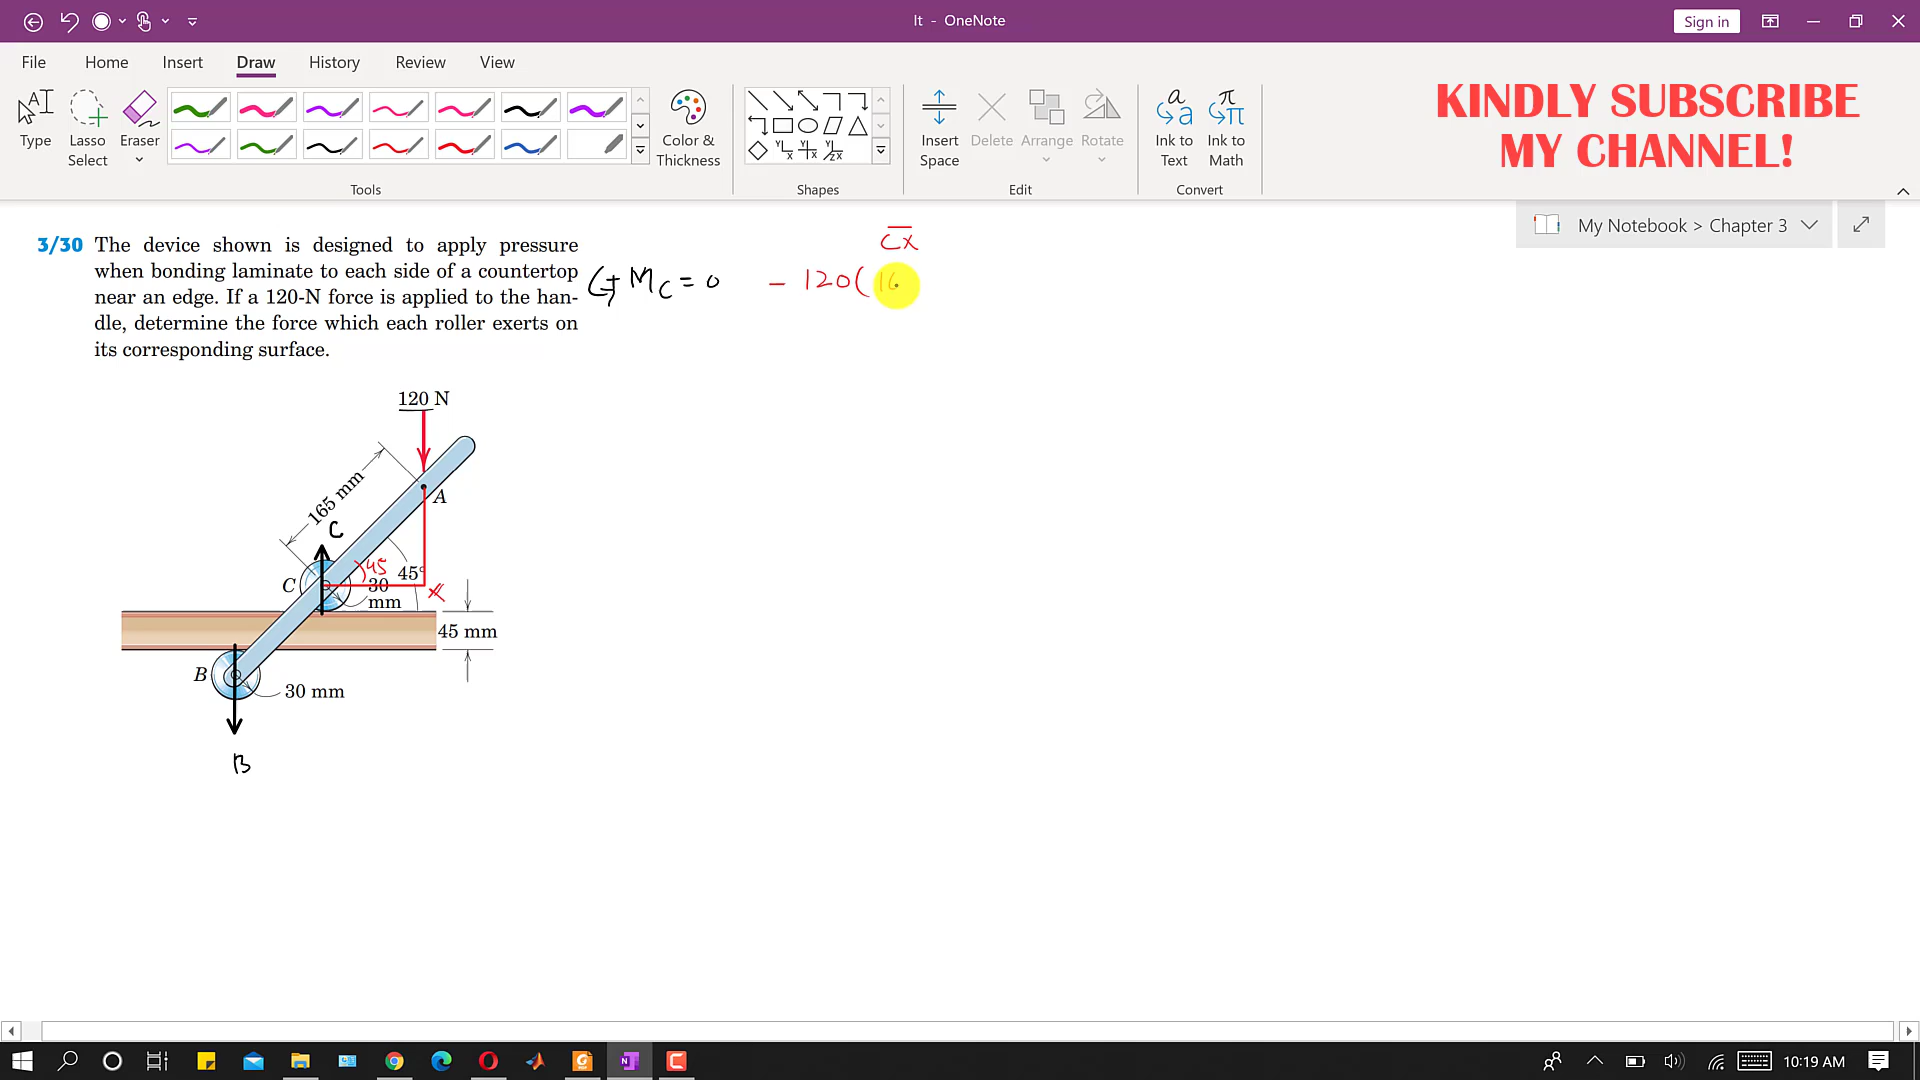 It - OneNote
Sign in
File Home Insert Draw History Review View
KINDLY SUBSCRIBE
MY CHANNEL!
Type Lasso Select Eraser Color & Thickness Insert Space Delete Arrange Rotate Ink to Text Ink to Math
Tools Shapes Edit Convert
My Notebook > Chapter 3
3/30 The device shown is designed to apply pressure
when bonding laminate to each side of a countertop
near an edge. If a 120-N force is applied to the han-
dle, determine the force which each roller exerts on
its corresponding surface.
CX
+ MC = 0 - 120(16
120 N
165 mm
A
C
45
45°
C
30
mm
x
45 mm
B
30 mm
B
10:19 AM